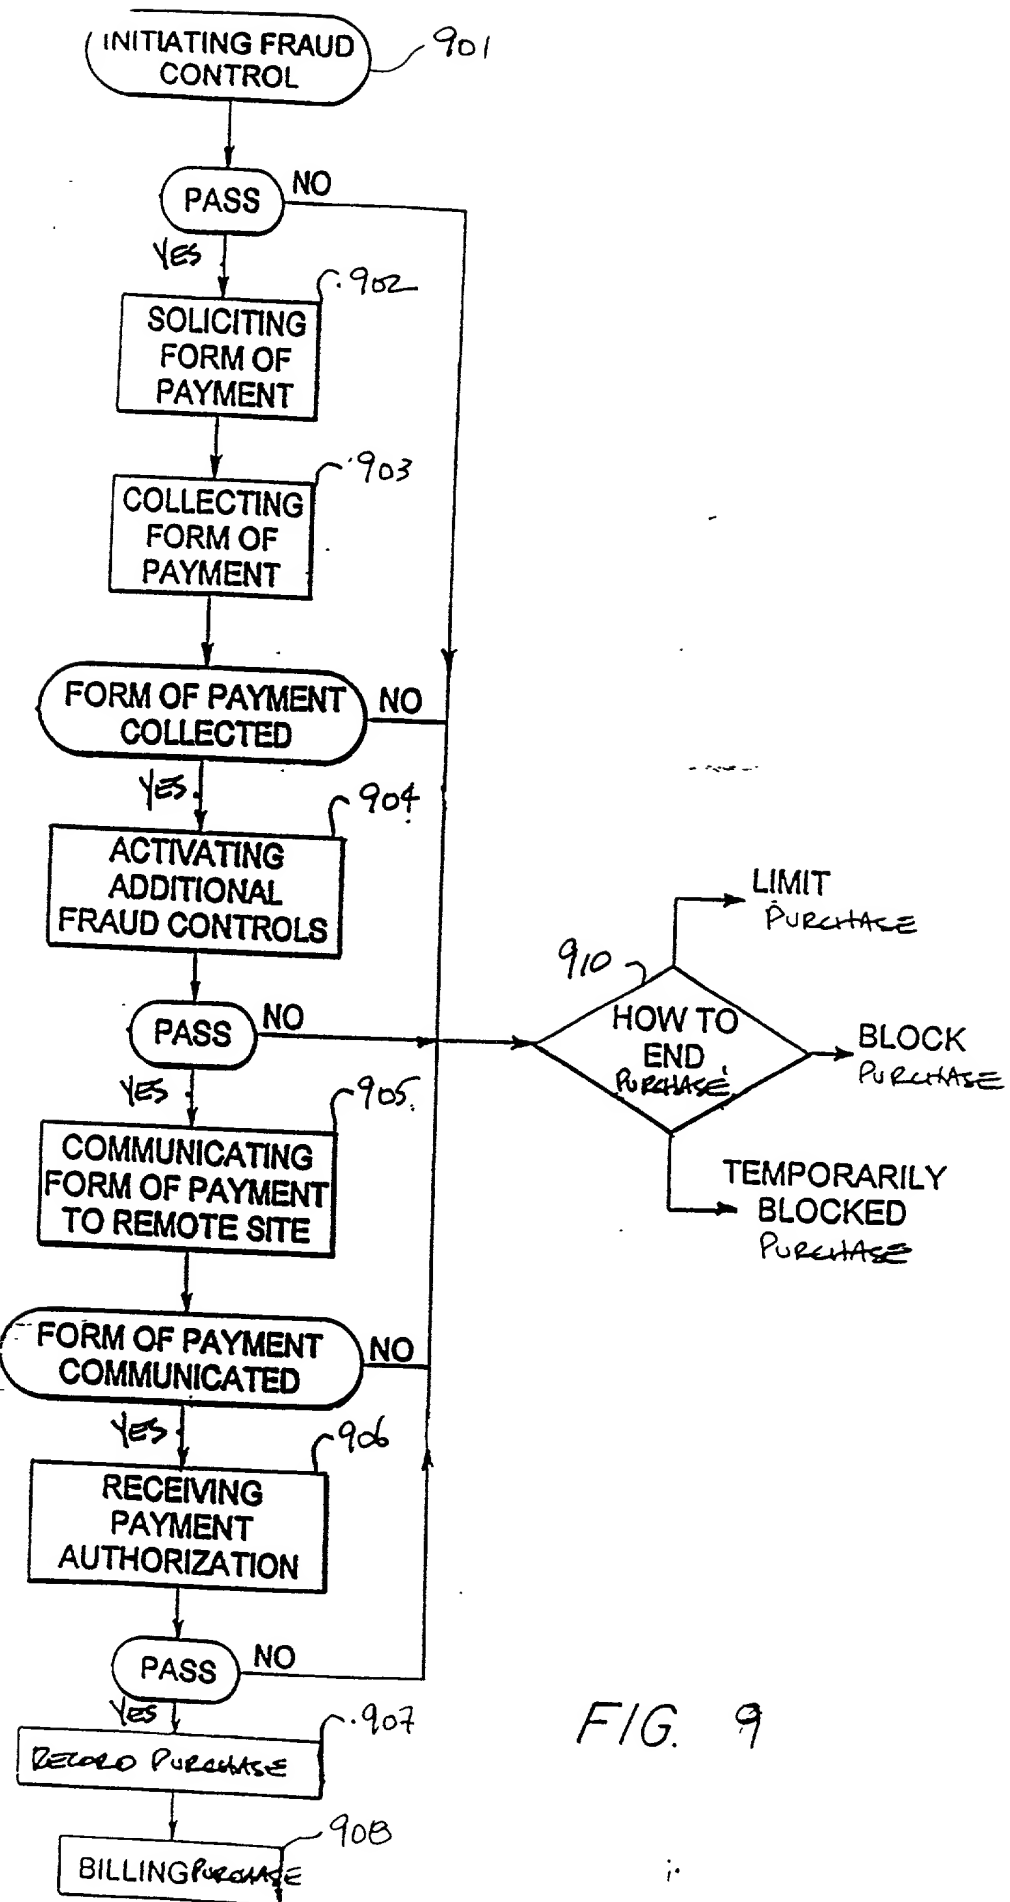 INITIATING FRAUD
CONTROL
901
PASS
NO
YES
902
SOLICITING
FORM OF
PAYMENT
903
COLLECTING
FORM OF
PAYMENT
FORM OF PAYMENT
COLLECTED
NO
YES
904
ACTIVATING
ADDITIONAL
FRAUD CONTROLS
PASS
NO
YES
905
COMMUNICATING
FORM OF PAYMENT
TO REMOTE SITE
FORM OF PAYMENT
COMMUNICATED
NO
YES
906
RECEIVING
PAYMENT
AUTHORIZATION
PASS
NO
YES
907
RECORD PURCHASE
908
BILLING PURCHASE
910
HOW TO
END
PURCHASE
LIMIT
PURCHASE
BLOCK
PURCHASE
TEMPORARILY
BLOCKED
PURCHASE
FIG. 9